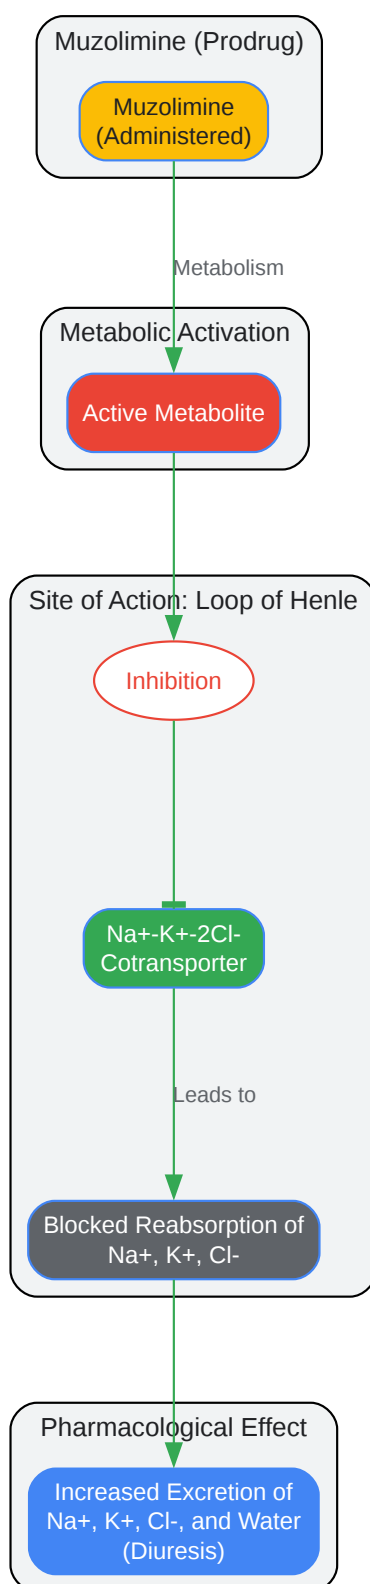 Muzolimine (Prodrug)
Muzolimine
(Administered)
Metabolism
Metabolic Activation
Active Metabolite
Site of Action: Loop of Henle
Inhibition
Na+-K+-2Cl-
Cotransporter
Leads to
Blocked Reabsorption of
Na+, K+, Cl-
Pharmacological Effect
Increased Excretion of
Na+, K+, Cl-, and Water
(Diuresis)